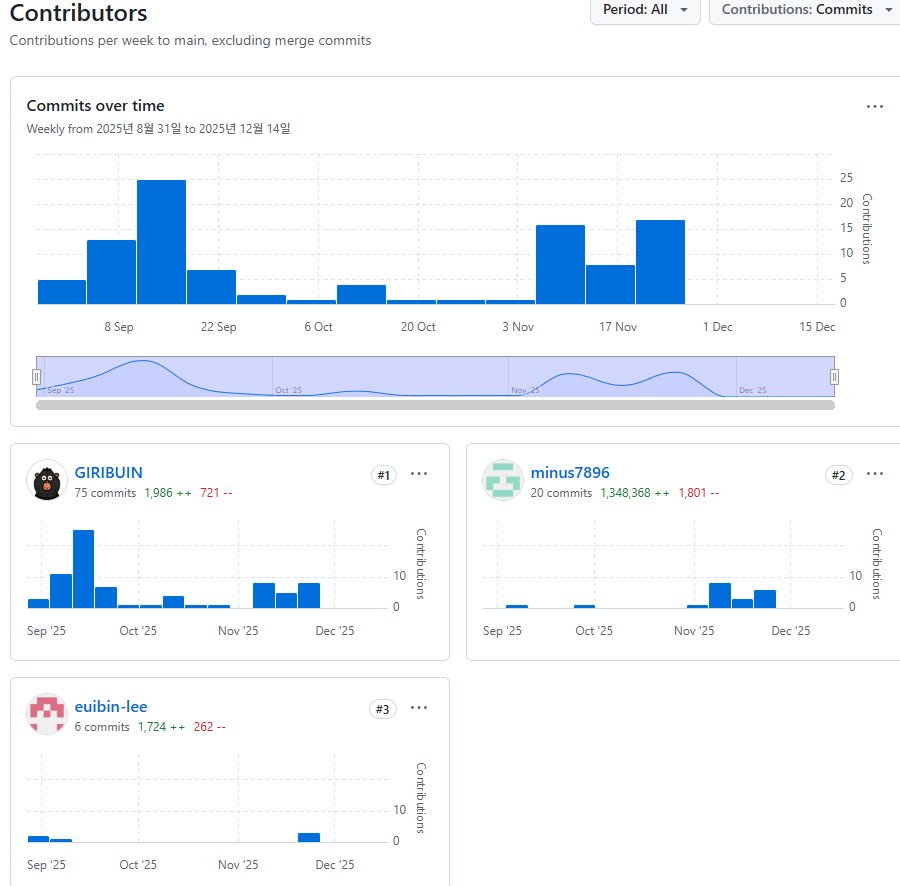 Contributors
Period: All
Contributions: Commits
Contributions per week to main, excluding merge commits
Commits over time
Weekly from 2025년 8월 31일 to 2025년 12월 14일
25
20
15
10
5
0
Contributions
8 Sep
22 Sep
6 Oct
20 Oct
3 Nov
17 Nov
1 Dec
15 Dec
Sep '25
Oct '25
Nov '25
Dec '25
GIRIBUIN
#1
75 commits 1,986 ++ 721 --
10
0
Contributions
Sep '25
Oct '25
Nov '25
Dec '25
minus7896
#2
20 commits 1,348,368 ++ 1,801 --
10
0
Contributions
Sep '25
Oct '25
Nov '25
Dec '25
euibin-lee
#3
6 commits 1,724 ++ 262 --
10
0
Contributions
Sep '25
Oct '25
Nov '25
Dec '25